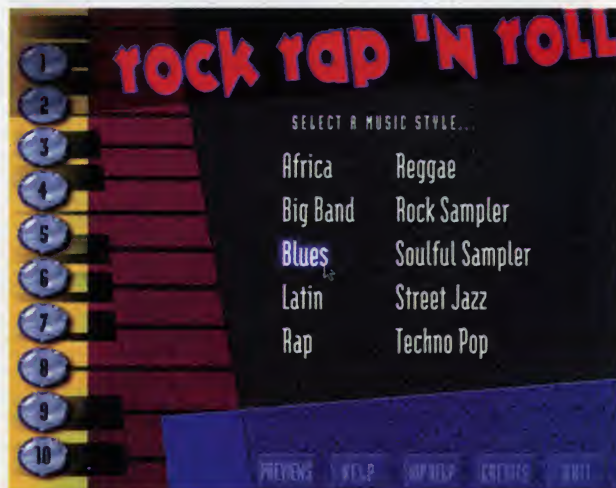 rock rap 'N roll
SELECT A MUSIC STYLE...
Africa Reggae
Big Band Rock Sampler
Blues Soulful Sampler
Latin Street Jazz
Rap Techno Pop
1
2
3
4
5
6
7
8
9
10
PREVIEWS HELP CREDITS QUIT